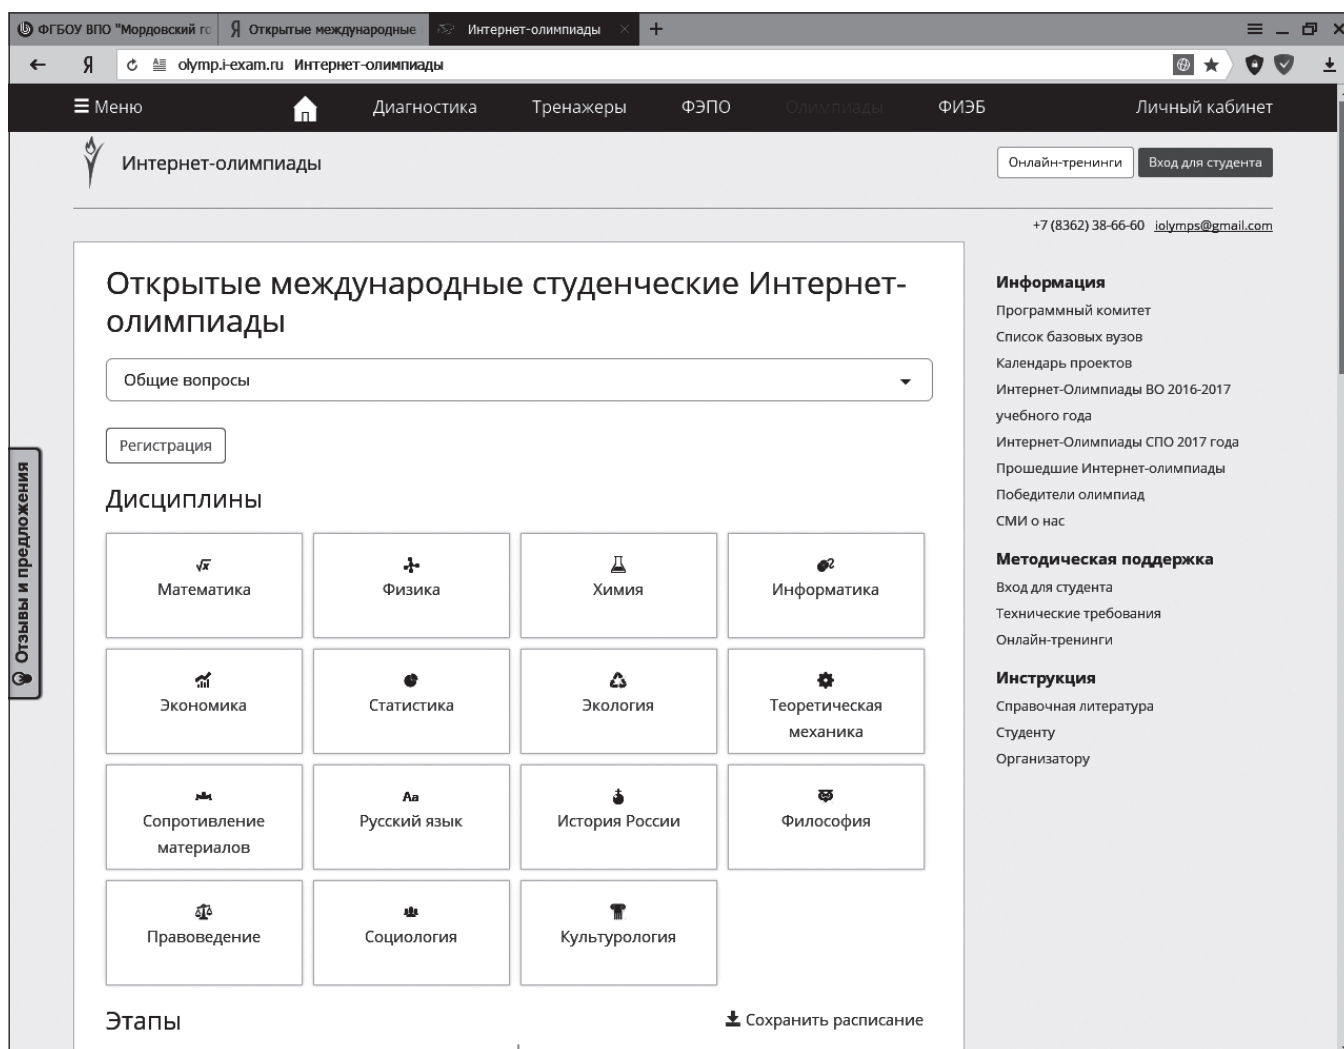 ФГБОУ ВПО "Мордовский го
Я Открытые международные
Интернет-олимпиады
Я olymp.i-exam.ru Интернет-олимпиады
Меню Диагностика Тренажеры ФЭПО Олимпиады ФИЭБ Личный кабинет
Интернет-олимпиады
Онлайн-тренинги Вход для студента
+7 (8362) 38-66-60 iolymps@gmail.com
Открытые международные студенческие Интернет-
олимпиады
Общие вопросы
Регистрация
Дисциплины
Математика
Физика
Химия
Информатика
Экономика
Статистика
Экология
Теоретическая
механика
Сопротивление
материалов
Аа
Русский язык
История России
Философия
Правоведение
Социология
Культурология
Этапы
Сохранить расписание
Информация
Программный комитет
Список базовых вузов
Календарь проектов
Интернет-Олимпиады ВО 2016-2017
учебного года
Интернет-Олимпиады СПО 2017 года
Прошедшие Интернет-олимпиады
Победители олимпиад
СМИ о нас
Методическая поддержка
Вход для студента
Технические требования
Онлайн-тренинги
Инструкция
Справочная литература
Студенту
Организатору
Отзывы и предложения